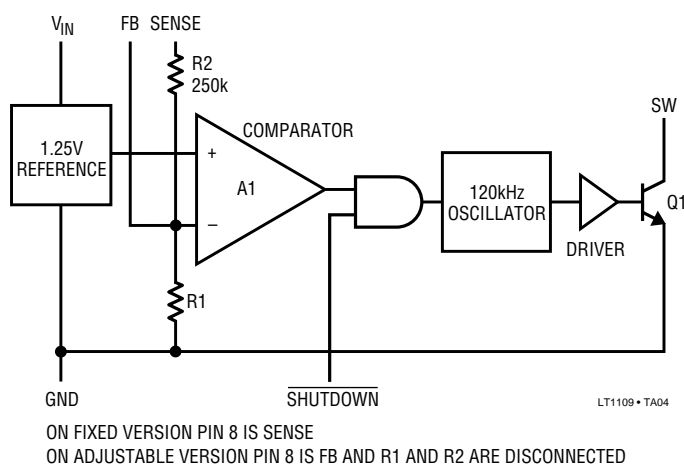 V_IN FB SENSE
R2
250k
SW
COMPARATOR
1.25V
REFERENCE
+
A1
120kHz
OSCILLATOR
Q1
–
DRIVER
R1
GND
SHUTDOWN
LT1109 • TA04
ON FIXED VERSION PIN 8 IS SENSE
ON ADJUSTABLE VERSION PIN 8 IS FB AND R1 AND R2 ARE DISCONNECTED